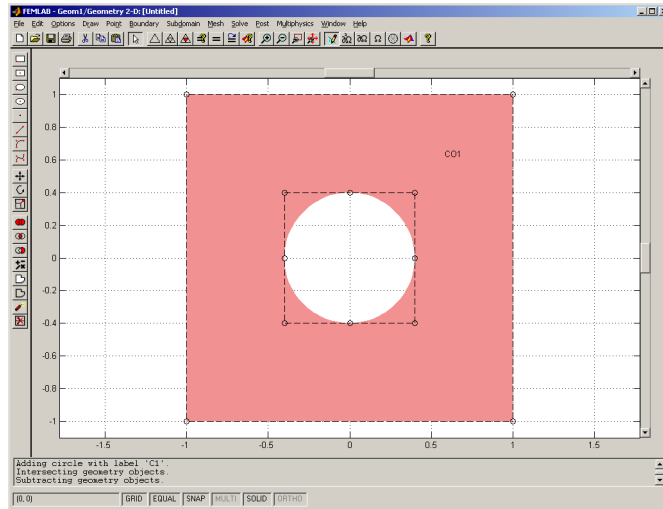 FEMLAB - Geom1/Geometry 2-D: [Untitled]
File Edit Options Draw Point Boundary Subdomain Mesh Solve Post Multiphysics Window Help
1
0.8
CO1
0.6
0.4
0.2
0
-0.2
-0.4
-0.6
-0.8
-1
-1.5 -1 -0.5 0 0.5 1 1.5
Adding circle with label 'C1'.
Intersecting geometry objects.
Subtracting geometry objects.
(0, 0) GRID EQUAL SNAP MULTI SOLID ORTHO